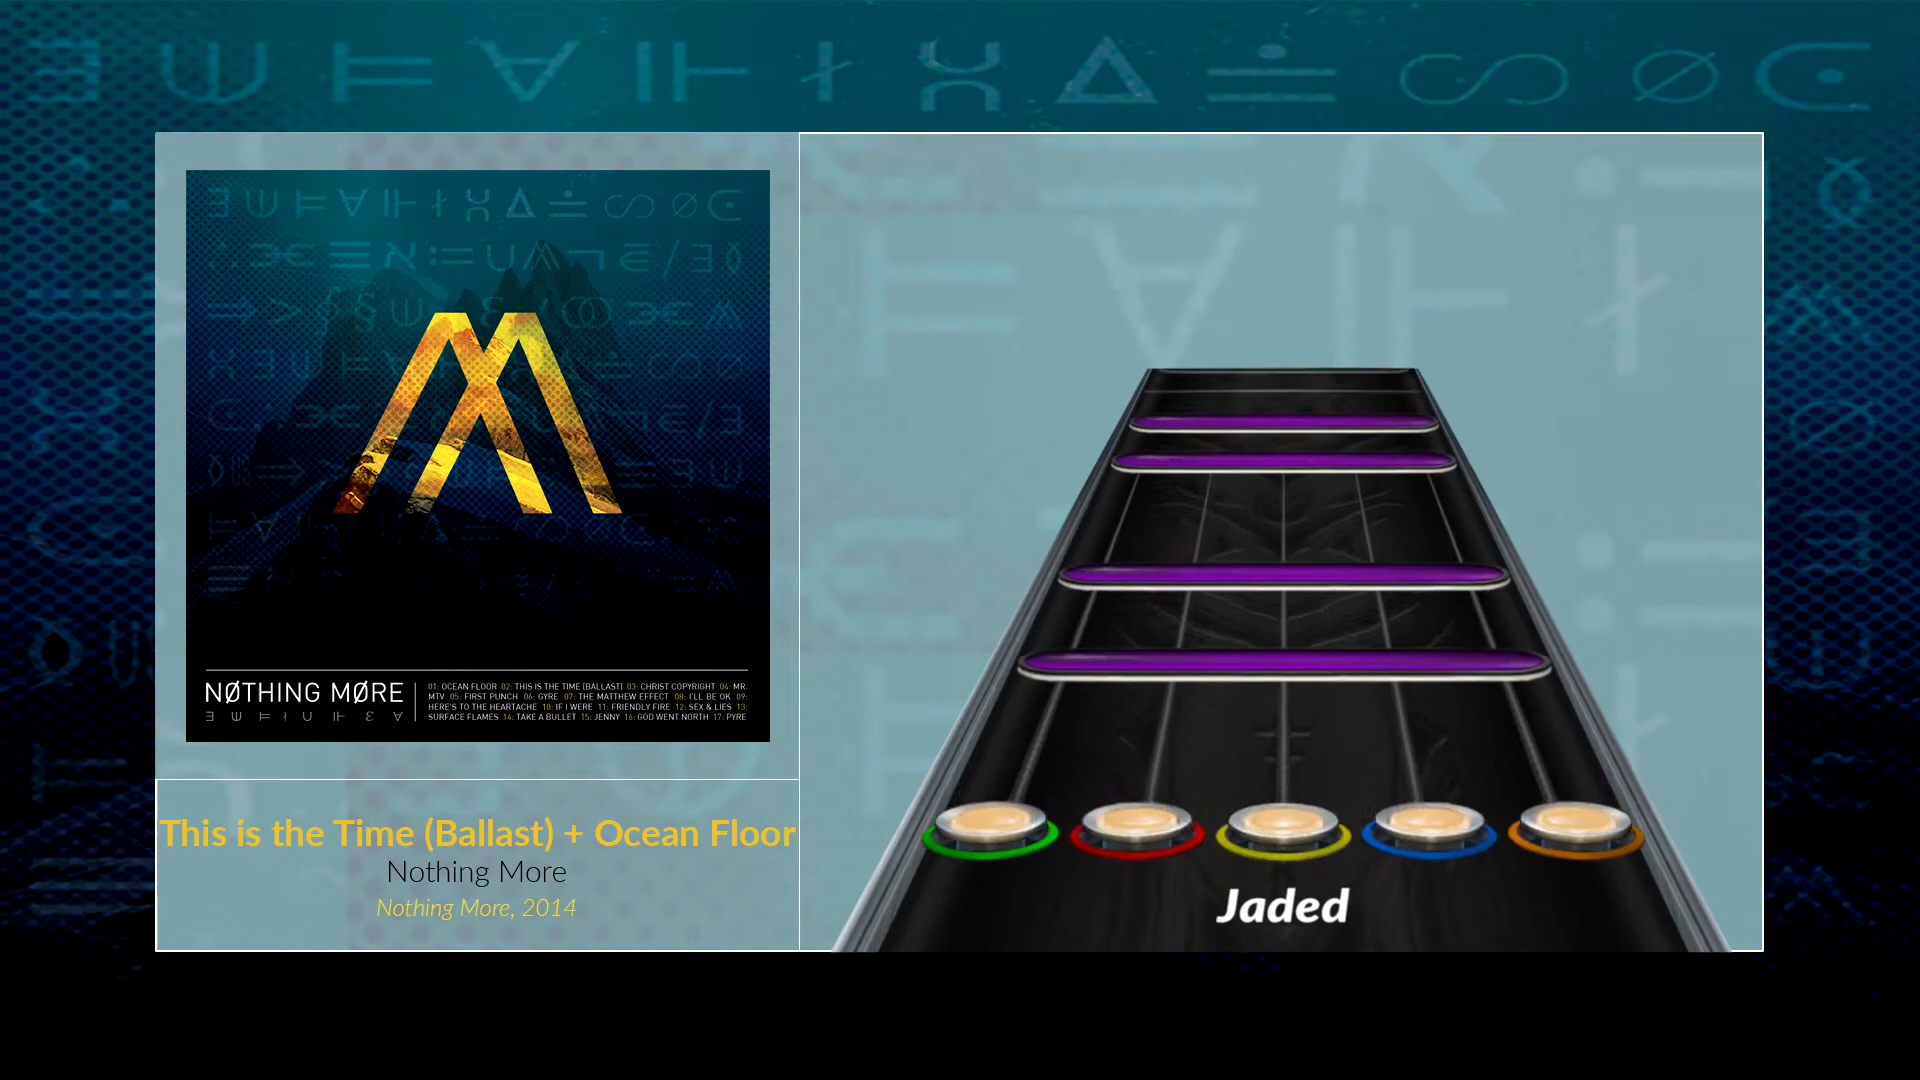 NØTHING MØRE
01: OCEAN FLOOR 02: THIS IS THE TIME (BALLAST) 03: CHRIST COPYRIGHT 04: MR.
MTV 05: FIRST PUNCH 06: GYRE 07: THE MATTHEW EFFECT 08: I'LL BE OK 09:
HERE'S TO THE HEARTACHE 10: IF I WERE 11: FRIENDLY FIRE 12: SEX & LIES 13:
SURFACE FLAMES 14: TAKE A BULLET 15: JENNY 16: GOD WENT NORTH 17: PYRE
This is the Time (Ballast) + Ocean Floor
Nothing More
Nothing More, 2014
Jaded